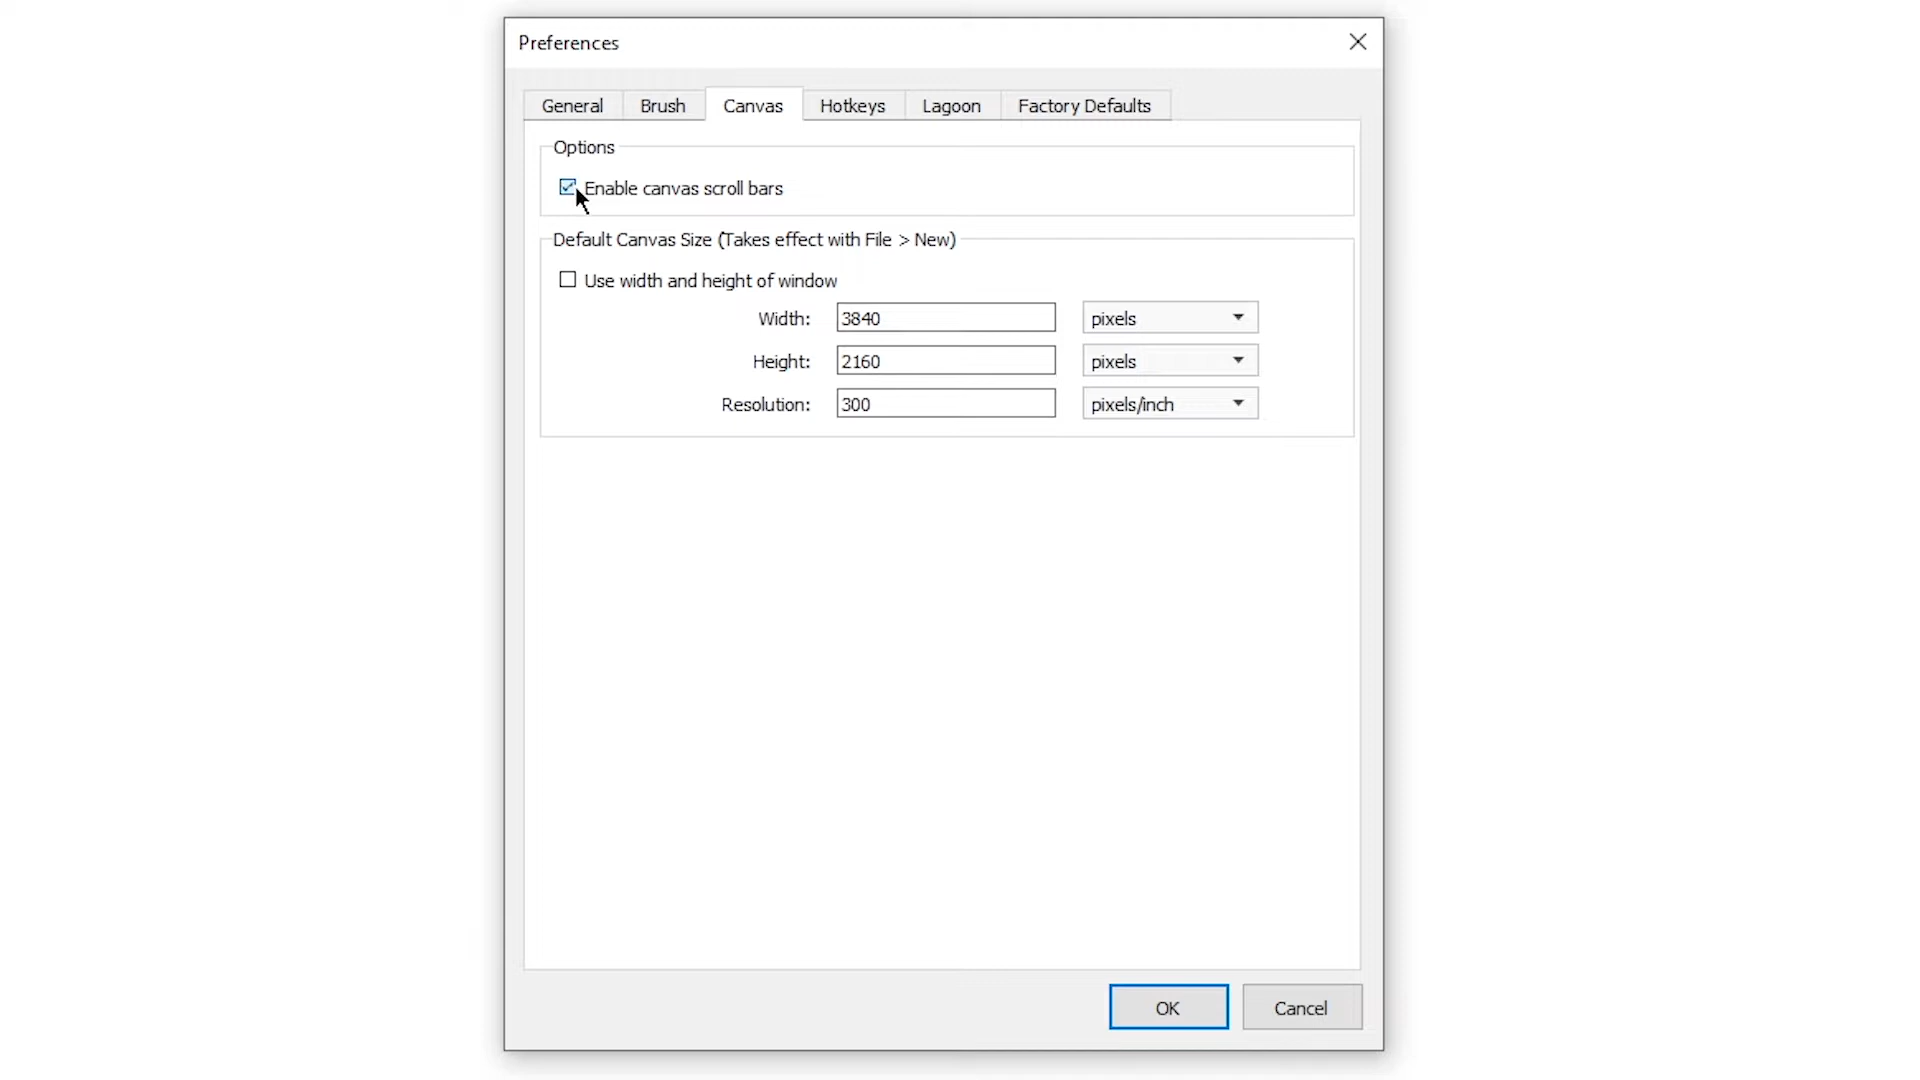 Preferences
General Brush Canvas Hotkeys Lagoon Factory Defaults
Options
Enable canvas scroll bars
Default Canvas Size (Takes effect with File > New)
Use width and height of window
Width: 3840 pixels
Height: 2160 pixels
Resolution: 300 pixels/inch
OK Cancel